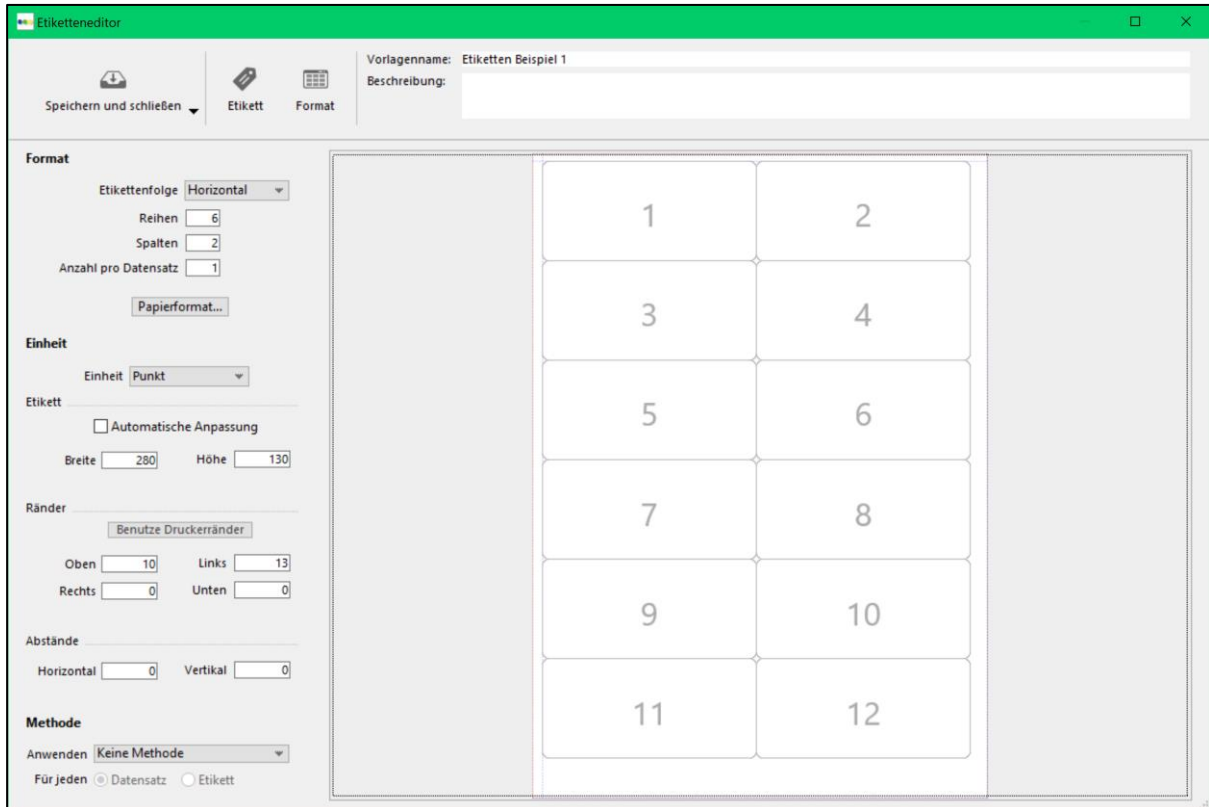 Etiketteneditor
Vorlagenname: Etiketten Beispiel 1
Beschreibung:
Speichern und schließen Etikett Format
Format
Etikettenfolge Horizontal
Reihen 6
Spalten 2
Anzahl pro Datensatz 1
Papierformat...
Einheit
Einheit Punkt
Etikett
Automatische Anpassung
Breite 280 Höhe 130
Ränder
Benutze Druckerränder
Oben 10 Links 13
Rechts 0 Unten 0
Abstände
Horizontal 0 Vertikal 0
Methode
Anwenden Keine Methode
Für jeden Datensatz Etikett
1 2
3 4
5 6
7 8
9 10
11 12